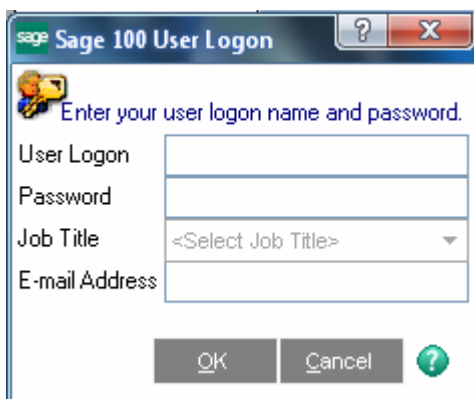 sage Sage 100 User Logon ? X
Enter your user logon name and password.
User Logon
Password
Job Title <Select Job Title>
E-mail Address
OK Cancel ?